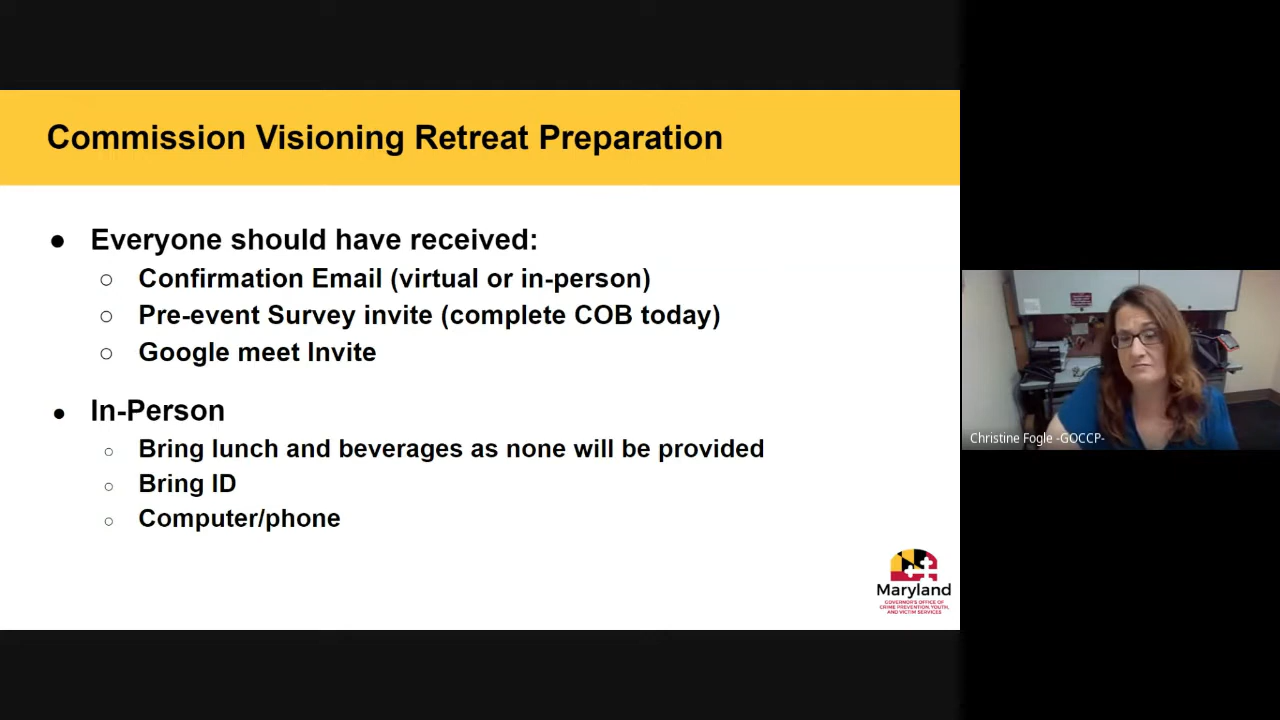 Commission Visioning Retreat Preparation
● Everyone should have received:
○ Confirmation Email (virtual or in-person)
○ Pre-event Survey invite (complete COB today)
○ Google meet Invite
● In-Person
○ Bring lunch and beverages as none will be provided
○ Bring ID
○ Computer/phone
Maryland
GOVERNOR'S OFFICE OF
CRIME PREVENTION, YOUTH,
AND VICTIM SERVICES
Christine Fogle -GOCCP-